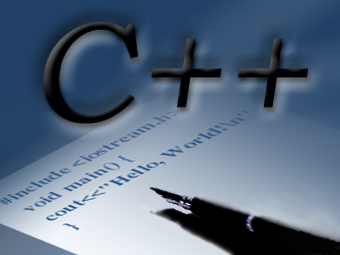 C++
#include <iostream.h>
void main() {
cout<<"Hello, World!\n"
}